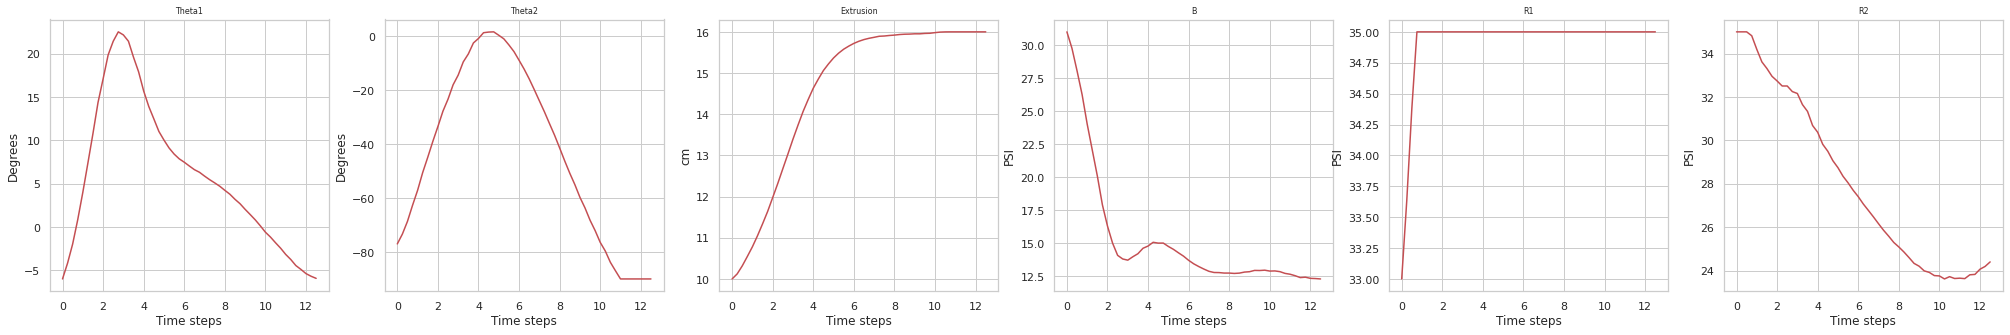 Theta1
Degrees
20
15
10
5
0
−5
0 2 4 6 8 10 12
Time steps
Theta2
Degrees
0
−20
−40
−60
−80
0 2 4 6 8 10 12
Time steps
Extrusion
cm
16
15
14
13
12
11
10
0 2 4 6 8 10 12
Time steps
B
PSI
30.0
27.5
25.0
22.5
20.0
17.5
15.0
12.5
0 2 4 6 8 10 12
Time steps
R1
PSI
35.00
34.75
34.50
34.25
34.00
33.75
33.50
33.25
33.00
0 2 4 6 8 10 12
Time steps
R2
PSI
34
32
30
28
26
24
0 2 4 6 8 10 12
Time steps